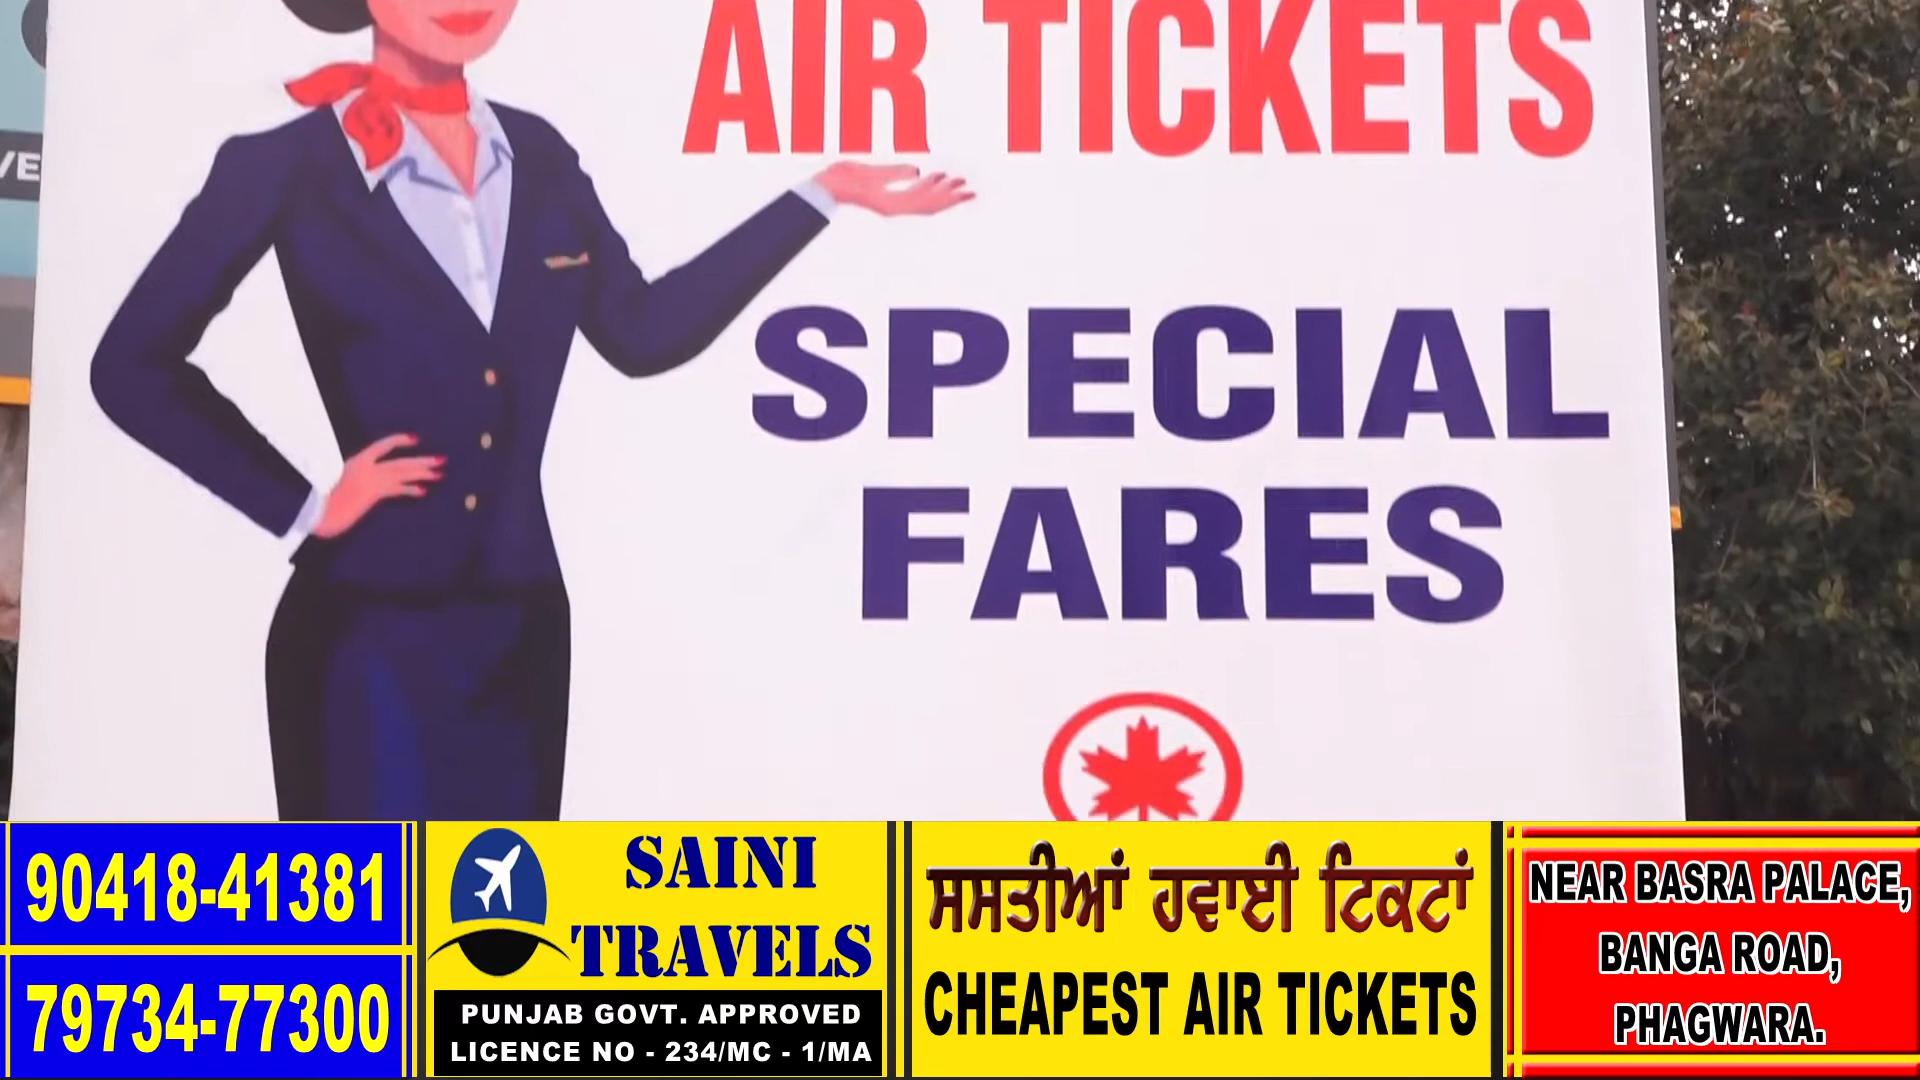 AIR TICKETS
SPECIAL
FARES
VE
90418-41381
79734-77300
SAINI
TRAVELS
PUNJAB GOVT. APPROVED
LICENCE NO - 234/MC - 1/MA
ਸਸਤੀਆਂ ਹਵਾਈ ਟਿਕਟਾਂ
CHEAPEST AIR TICKETS
NEAR BASRA PALACE,
BANGA ROAD,
PHAGWARA.